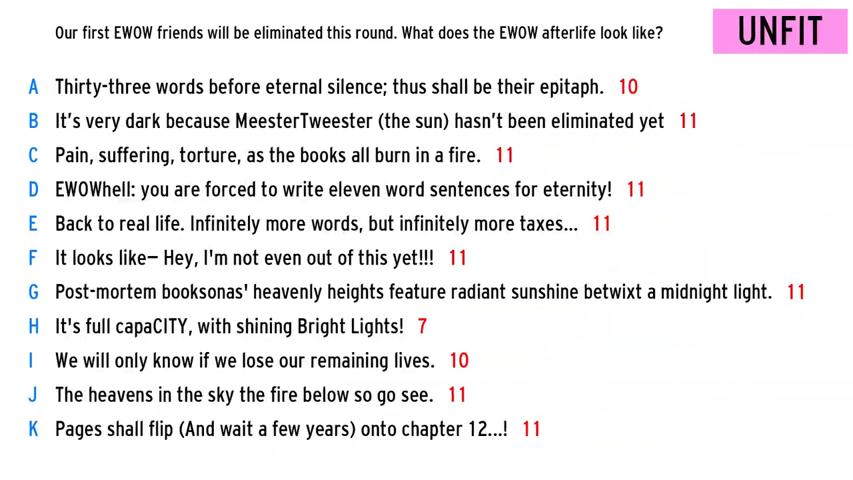 Our first EWOW friends will be eliminated this round. What does the EWOW afterlife look like?
UNFIT
A Thirty-three words before eternal silence; thus shall be their epitaph. 10
B It's very dark because MeesterTweester (the sun) hasn't been eliminated yet 11
C Pain, suffering, torture, as the books all burn in a fire. 11
D EWOWhell: you are forced to write eleven word sentences for eternity! 11
E Back to real life. Infinitely more words, but infinitely more taxes... 11
F It looks like— Hey, I'm not even out of this yet!!! 11
G Post-mortem booksonas' heavenly heights feature radiant sunshine betwixt a midnight light. 11
H It's full capaCITY, with shining Bright Lights! 7
I We will only know if we lose our remaining lives. 10
J The heavens in the sky the fire below so go see. 11
K Pages shall flip (And wait a few years) onto chapter 12...! 11